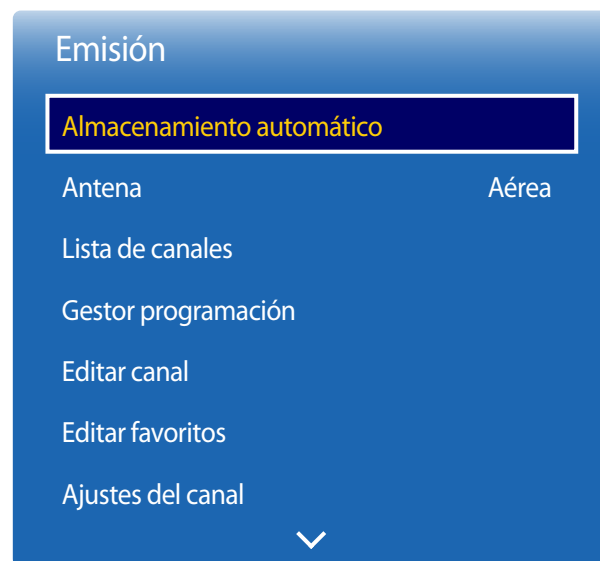 Emisión
Almacenamiento automático
Antena Aérea
Lista de canales
Gestor programación
Editar canal
Editar favoritos
Ajustes del canal